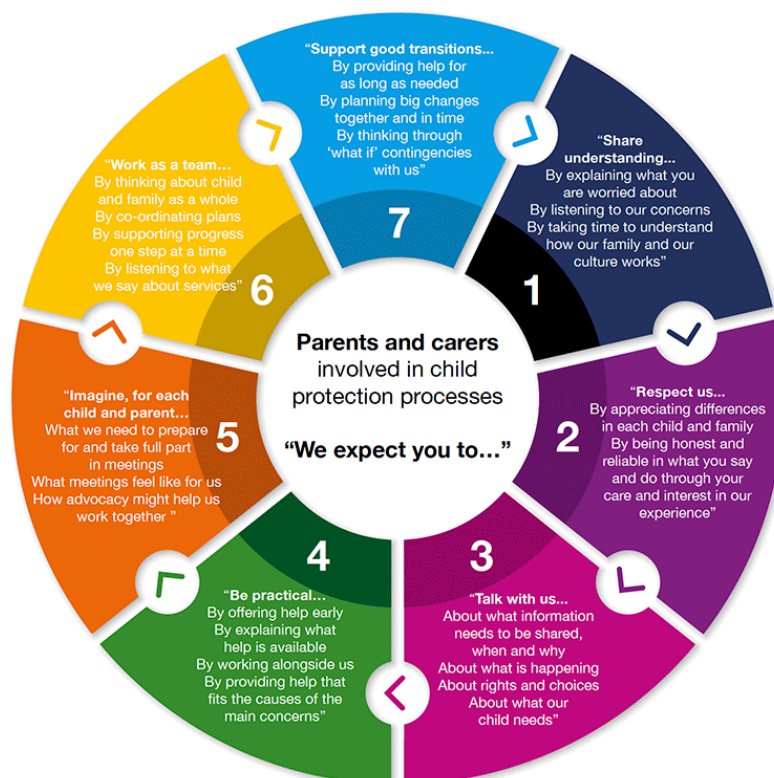 Parents and carers
involved in child
protection processes
“We expect you to…”
1
“Share
understanding...
By explaining what you
are worried about
By listening to our concerns
By taking time to understand
how our family and our
culture works”
2
“Respect us...
By appreciating differences
in each child and family
By being honest and
reliable in what you say
and do through your
care and interest in our
experience”
3
“Talk with us...
About what information
needs to be shared,
when and why
About what is happening
About rights and choices
About what our
child needs”
4
“Be practical…
By offering help early
By explaining what
help is available
By working alongside us
By providing help that
fits the causes of the
main concerns”
5
“Imagine, for each
child and parent…
What we need to prepare
for and take full part
in meetings
What meetings feel like for us
How advocacy might help us
work together ”
6
“Work as a team…
By thinking about child
and family as a whole
By co-ordinating plans
By supporting progress
one step at a time
By listening to what
we say about services”
7
“Support good transitions...
By providing help for
as long as needed
By planning big changes
together and in time
By thinking through
‘what if’ contingencies
with us”